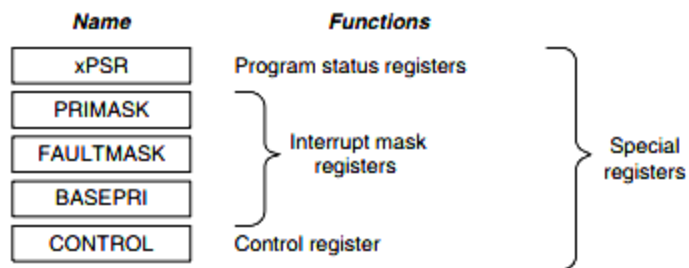 Name Functions
xPSR Program status registers
PRIMASK
FAULTMASK
BASEPRI
Interrupt mask
registers
CONTROL Control register
Special
registers